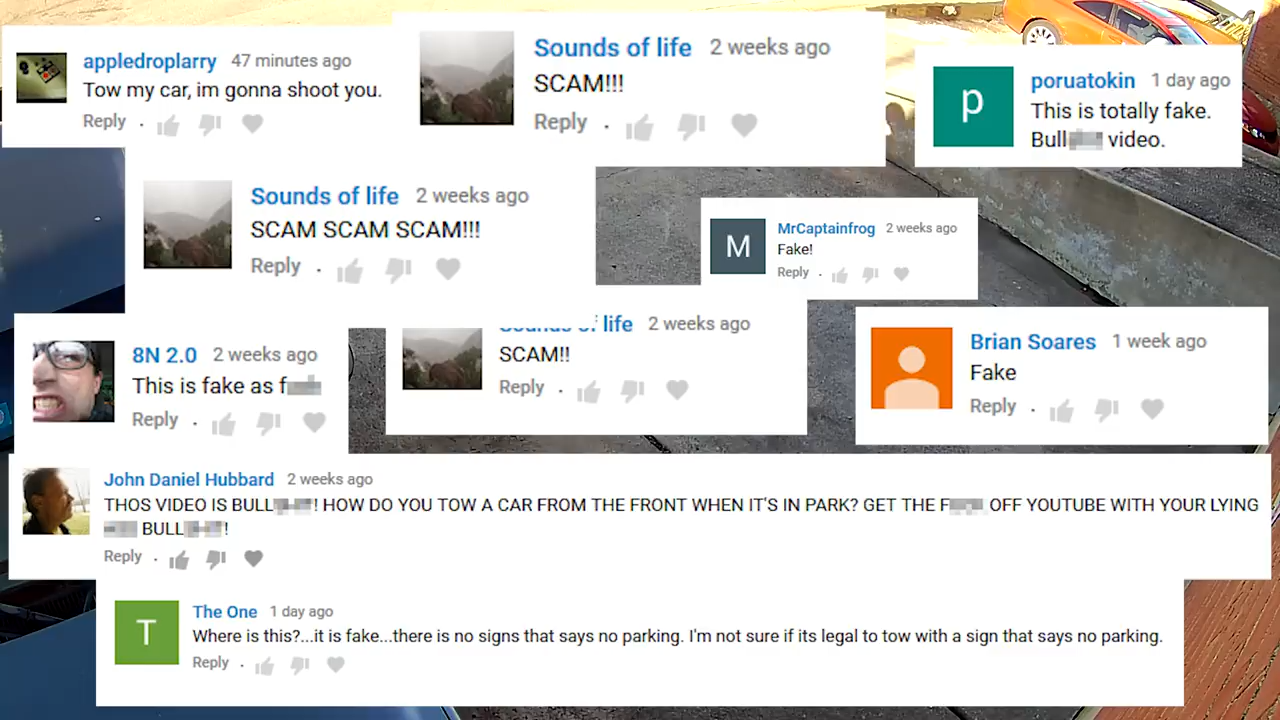 appledroplarry 47 minutes ago
Tow my car, im gonna shoot you.
Reply
Sounds of life 2 weeks ago
SCAM!!!
Reply
p
poruatokin 1 day ago
This is totally fake.
Bull video.
Sounds of life 2 weeks ago
SCAM SCAM SCAM!!!
Reply
M
MrCaptainfrog 2 weeks ago
Fake!
Reply
8N 2.0 2 weeks ago
This is fake as f
Reply
Sounds of life 2 weeks ago
SCAM!!
Reply
Brian Soares 1 week ago
Fake
Reply
John Daniel Hubbard 2 weeks ago
THOS VIDEO IS BULL ! HOW DO YOU TOW A CAR FROM THE FRONT WHEN IT'S IN PARK? GET THE F OFF YOUTUBE WITH YOUR LYING
BULL !
Reply
T
The One 1 day ago
Where is this?...it is fake...there is no signs that says no parking. I'm not sure if its legal to tow with a sign that says no parking.
Reply